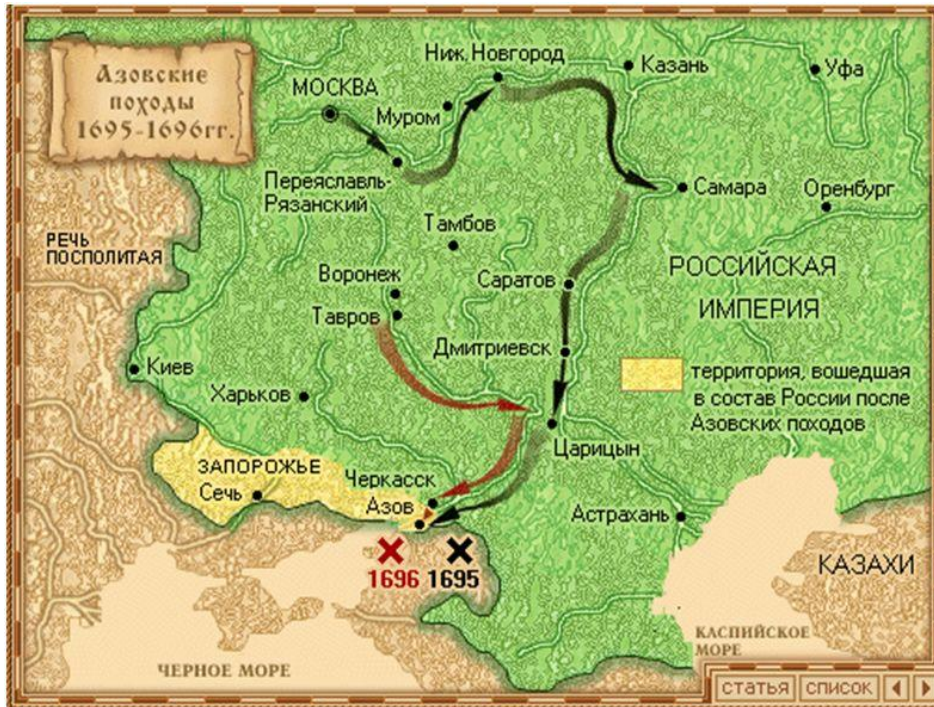 Азовские
походы
1695-1696гг.
МОСКВА
Ниж.Новгород
Казань
Уфа
Муром
Переяславль-
Рязанский
Самара
Оренбург
Тамбов
РЕЧЬ
ПОСПОЛИТАЯ
Воронеж
Тавров
Саратов
РОССИЙСКАЯ
ИМПЕРИЯ
Дмитриевск
Киев
Харьков
территория, вошедшая
в состав России после
Азовских походов
Царицын
ЗАПОРОЖЬЕ
Сечь
Черкасск
Азов
Астрахань
1696
1695
КАЗАХИ
КАСПИЙСКОЕ
МОРЕ
ЧЕРНОЕ МОРЕ
статья список